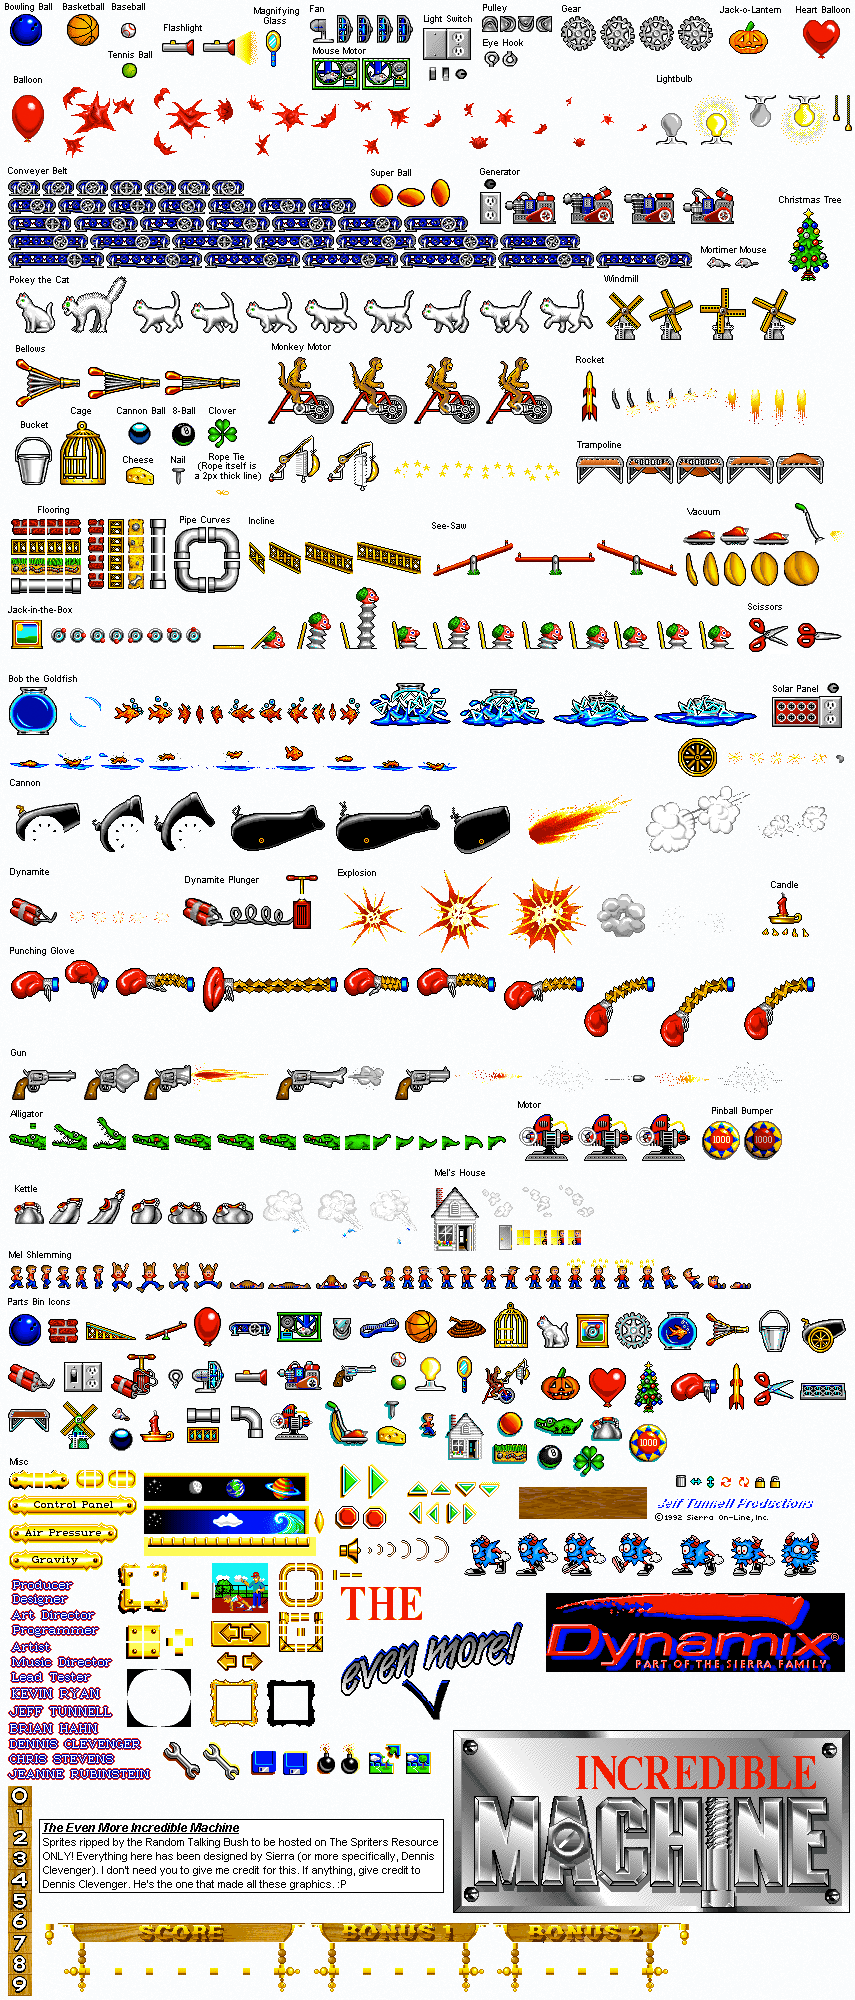 Bowling Ball
Basketball
Baseball
Tennis Ball
Flashlight
Magnifying
Glass
Fan
Mouse Motor
Light Switch
Pulley
Eye Hook
Gear
Jack-o-Lantern
Heart Balloon
Balloon
Lightbulb
Conveyer Belt
Super Ball
Generator
Christmas Tree
Mortimer Mouse
Pokey the Cat
Windmill
Bellows
Monkey Motor
Rocket
Bucket
Cage
Cannon Ball
8-Ball
Clover
Cheese
Nail
Rope Tie
(Rope itself is
a 2px thick line)
Trampoline
Flooring
Pipe Curves
Incline
See-Saw
Vacuum
Jack-in-the-Box
Scissors
Bob the Goldfish
Solar Panel
Cannon
Dynamite
Dynamite Plunger
Explosion
Candle
Punching Glove
Gun
Alligator
Motor
Pinball Bumper
1000
1000
Kettle
Mel's House
Mel Shlemming
Parts Bin Icons
8
1000
Misc
Control Panel
Air Pressure
Gravity
Jeff Tunnell Productions
©1992 Sierra On-Line, Inc.
Producer
Designer
Art Director
Programmer
Artist
Music Director
Lead Tester
KEVIN RYAN
JEFF TUNNELL
BRIAN HAHN
DENNIS CLEVENGER
CHRIS STEVENS
JEANNE RUBINSTEIN
THE
even more!
Dynamix®
PART OF THE SIERRA FAMILY
INCREDIBLE
MACHINE
0
1
2
3
4
5
6
7
8
9
The Even More Incredible Machine
Sprites ripped by the Random Talking Bush to be hosted on The Spriters Resource
ONLY! Everything here has been designed by Sierra (or more specifically, Dennis
Clevenger). I don't need you to give me credit for this. If anything, give credit to
Dennis Clevenger. He's the one that made all these graphics. :P
SCORE
BONUS 1
BONUS 2